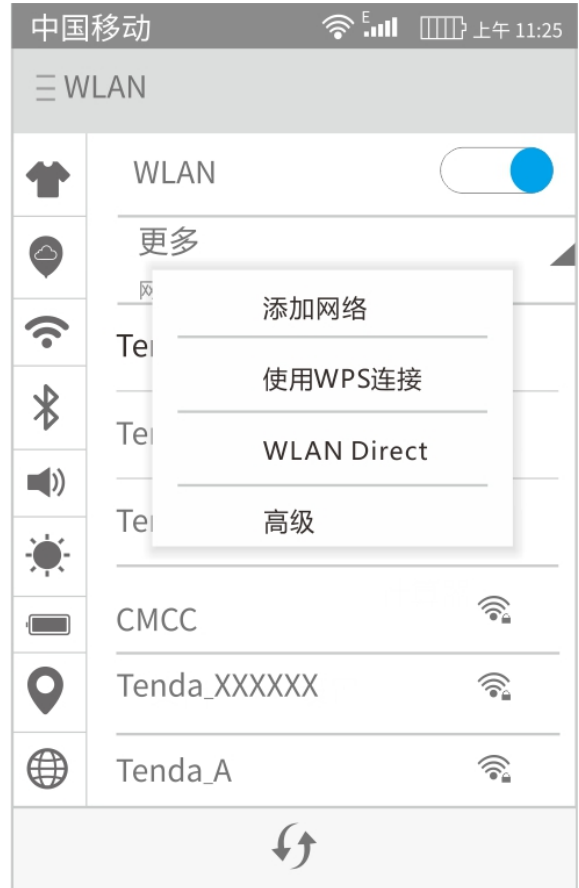 中国移动 E 上午 11:25
WLAN
WLAN
更多
添加网络
使用WPS连接
WLAN Direct
高级
CMCC
Tenda_XXXXXX
Tenda_A